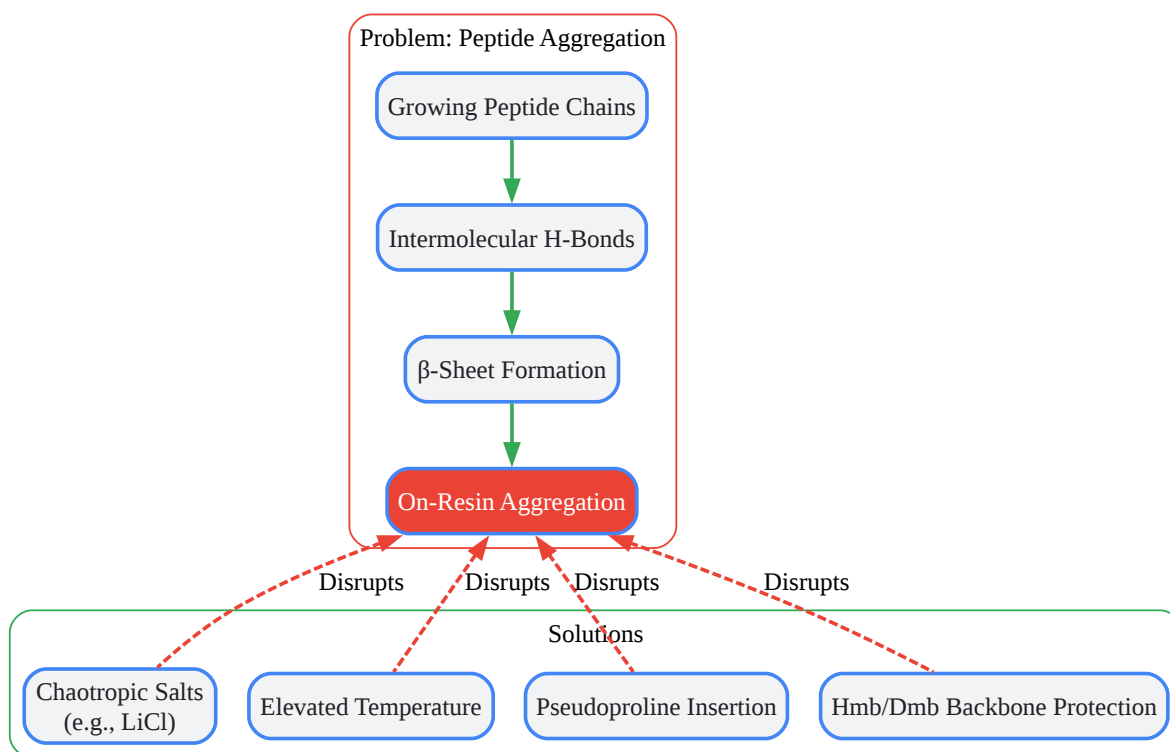 Problem: Peptide Aggregation
Growing Peptide Chains
Intermolecular H-Bonds
β-Sheet Formation
On-Resin Aggregation
Disrupts
Disrupts
Disrupts
Disrupts
Solutions
Chaotropic Salts
(e.g., LiCl)
Elevated Temperature
Pseudoproline Insertion
Hmb/Dmb Backbone Protection